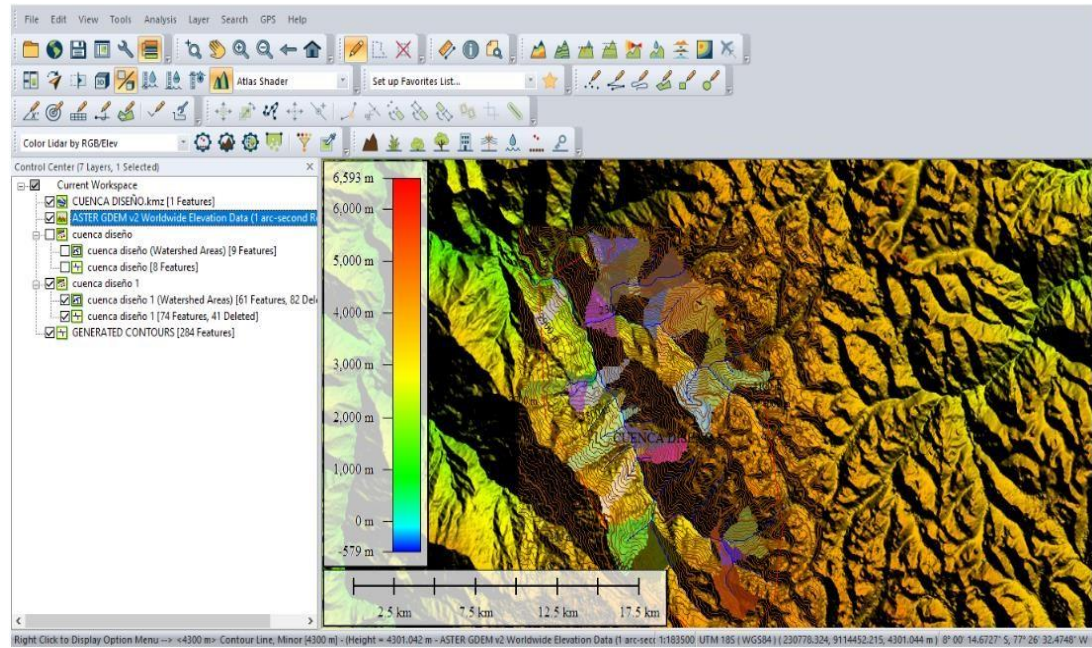 File Edit View Tools Analysis Layer Search GPS Help
Atlas Shader
Set up Favorites List...
Color Lidar by RGB/Elev
Control Center (7 Layers, 1 Selected)
Current Workspace
CUENCA DISEÑO.kmz [1 Features]
ASTER GDEM v2 Worldwide Elevation Data (1 arc-second R
cuenca diseño
cuenca diseño (Watershed Areas) [9 Features]
cuenca diseño [8 Features]
cuenca diseño 1
cuenca diseño 1 (Watershed Areas) [61 Features, 82 Del
cuenca diseño 1 [74 Features, 41 Deleted]
GENERATED CONTOURS [284 Features]
6,593 m
6,000 m
5,000 m
4,000 m
3,000 m
2,000 m
1,000 m
0 m
-579 m
CUENCA DISE
2.5 km 7.5 km 12.5 km 17.5 km
Right Click to Display Option Menu --> <4300 m> Contour Line, Minor [4300 m] - (Height = 4301.042 m - ASTER GDEM v2 Worldwide Elevation Data (1 arc-sec 1:183500 UTM 18S ( WGS84 ) ( 230778.324, 9114452.215, 4301.044 m ) 8° 00' 14.6727" S, 77° 26' 32.4748" W